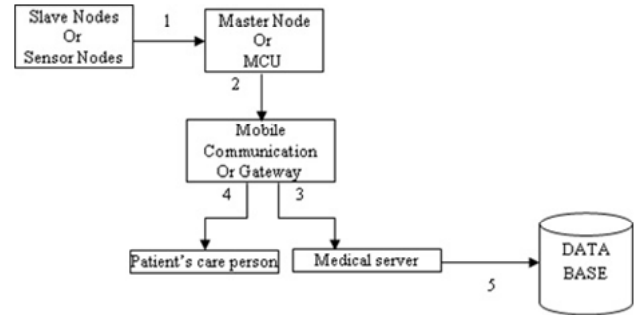 Slave Nodes
Or
Sensor Nodes
1
Master Node
Or
MCU
2
Mobile
Communication
Or Gateway
4
3
Patient's care person
Medical server
5
DATA
BASE